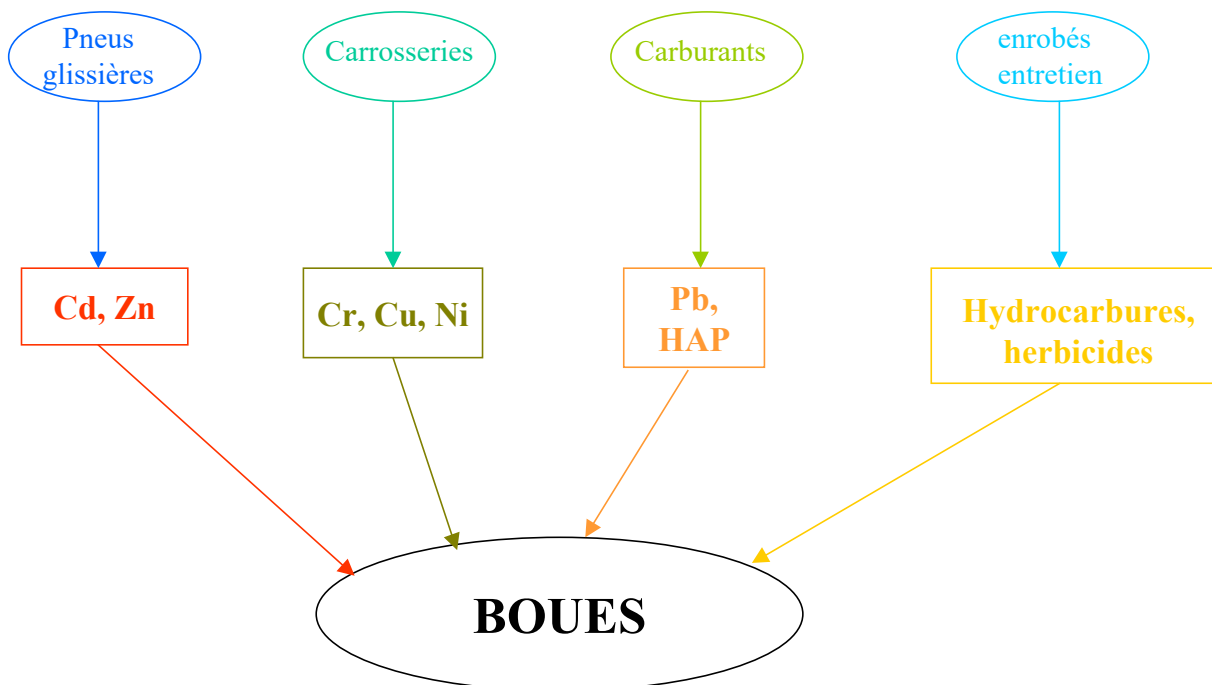 Pneus
glissières
Carrosseries
Carburants
enrobés
entretien
Cd, Zn
Cr, Cu, Ni
Pb,
HAP
Hydrocarbures,
herbicides
BOUES